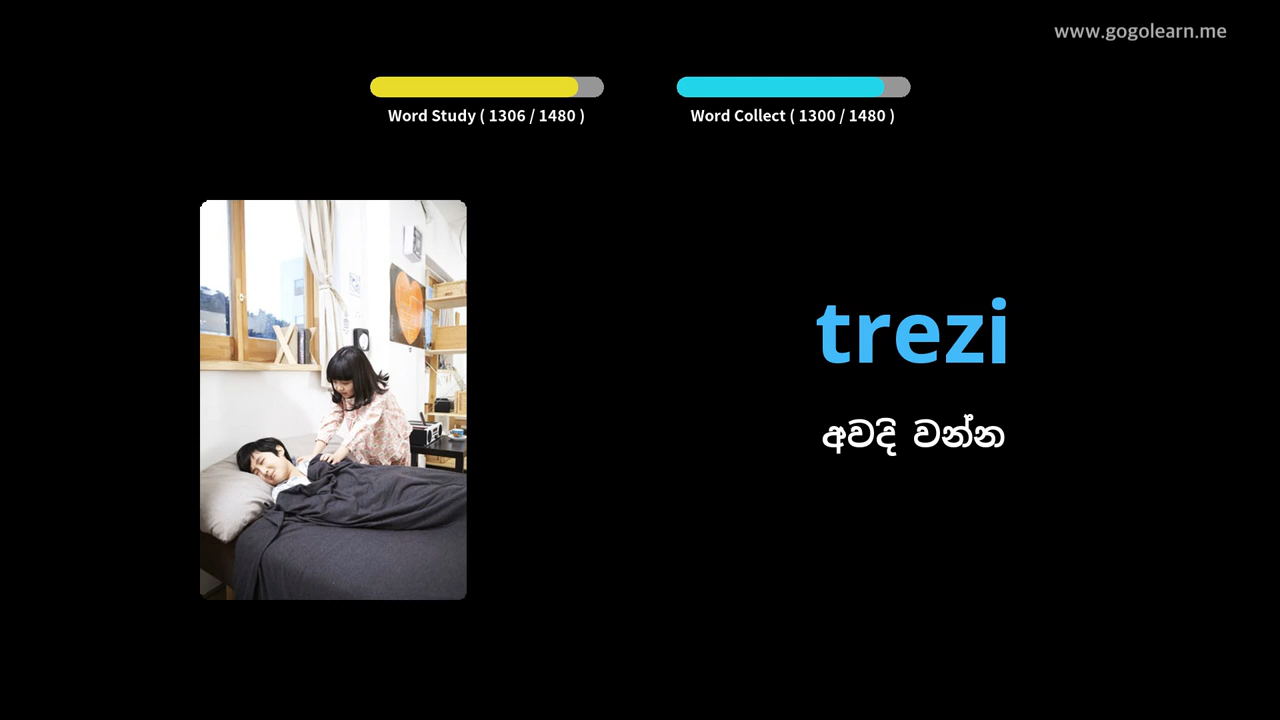 www.gogolearn.me
Word Study ( 1306 / 1480 )
Word Collect ( 1300 / 1480 )
trezi
අවදි වන්න